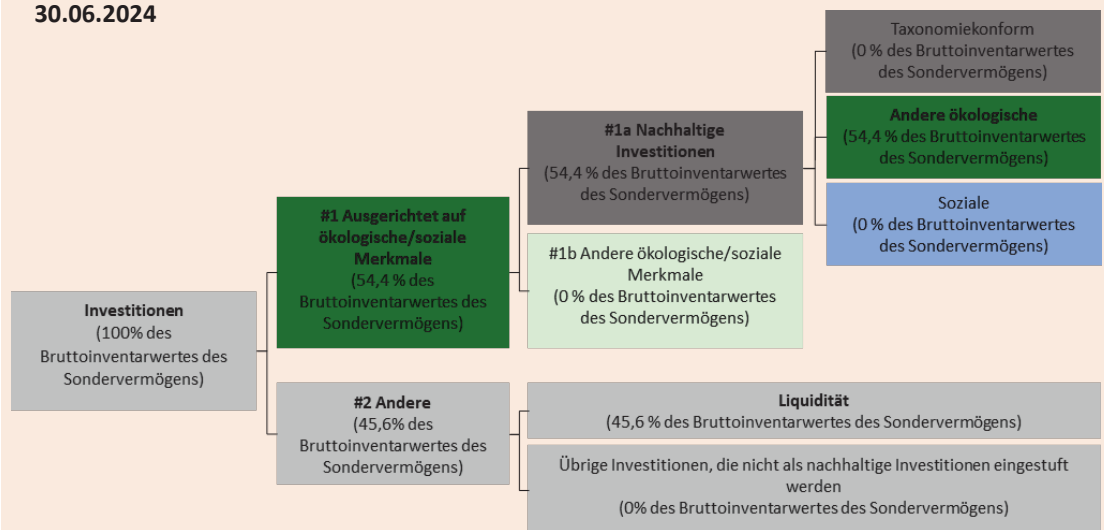 30.06.2024
Investitionen
(100% des
Bruttoinventarwertes des
Sondervermögens)
#1 Ausgerichtet auf
ökologische/soziale
Merkmale
(54,4 % des
Bruttoinventarwertes des
Sondervermögens)
#2 Andere
(45,6% des
Bruttoinventarwertes des
Sondervermögens)
#1a Nachhaltige
Investitionen
(54,4 % des Bruttoinventarwertes
des Sondervermögens)
#1b Andere ökologische/soziale
Merkmale
(0 % des Bruttoinventarwertes
des Sondervermögens)
Taxonomiekonform
(0 % des Bruttoinventarwertes
des Sondervermögens)
Andere ökologische
(54,4 % des Bruttoinventarwertes
des Sondervermögens)
Soziale
(0 % des Bruttoinventarwertes
des Sondervermögens)
Liquidität
(45,6 % des Bruttoinventarwertes des Sondervermögens)
Übrige Investitionen, die nicht als nachhaltige Investitionen eingestuft
werden
(0% des Bruttoinventarwertes des Sondervermögens)